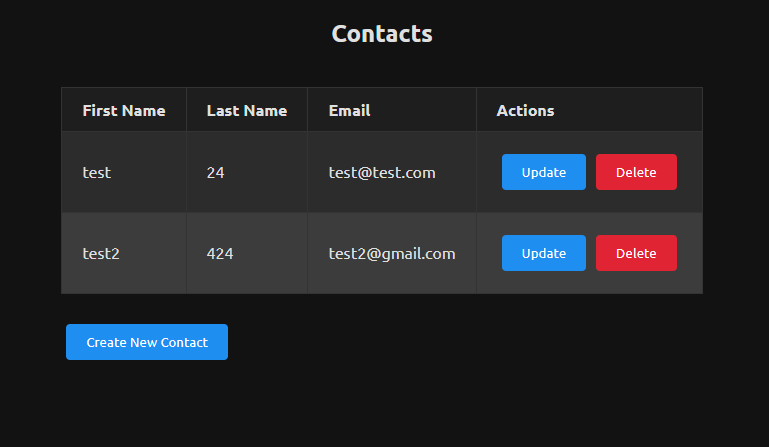 Contacts
First Name Last Name Email Actions
test 24 test@test.com Update Delete
test2 424 test2@gmail.com Update Delete
Create New Contact